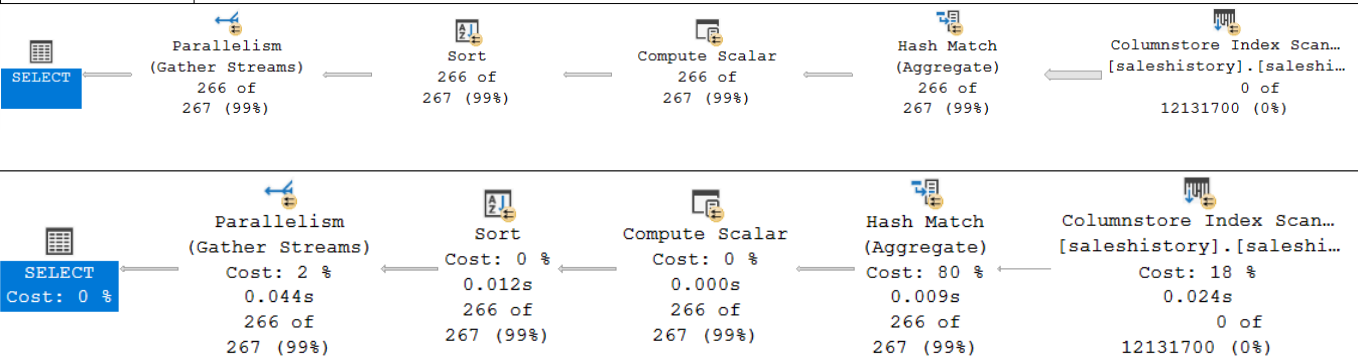 SELECT
Parallelism
(Gather Streams)
266 of
267 (99%)
Sort
266 of
267 (99%)
Compute Scalar
266 of
267 (99%)
Hash Match
(Aggregate)
266 of
267 (99%)
Columnstore Index Scan…
[saleshistory].[saleshi…
0 of
12131700 (0%)
SELECT
Cost: 0 %
Parallelism
(Gather Streams)
Cost: 2 %
0.044s
266 of
267 (99%)
Sort
Cost: 0 %
0.012s
266 of
267 (99%)
Compute Scalar
Cost: 0 %
0.000s
266 of
267 (99%)
Hash Match
(Aggregate)
Cost: 80 %
0.009s
266 of
267 (99%)
Columnstore Index Scan…
[saleshistory].[saleshi…
Cost: 18 %
0.024s
0 of
12131700 (0%)